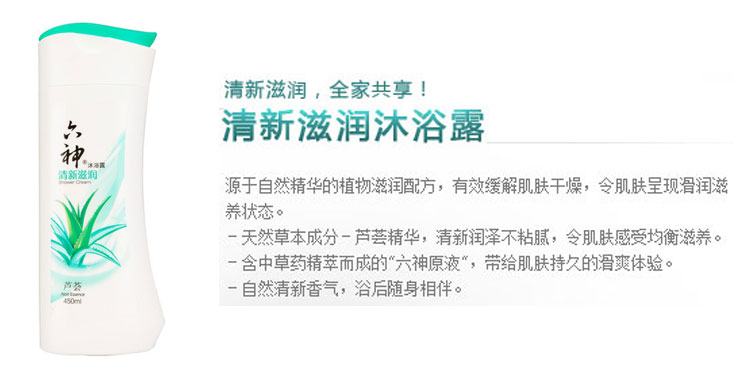 六
神
®沐浴露
清新滋润
Shower Cream
芦荟
Aloe Essence
450ml
清新滋润，全家共享！
清新滋润沐浴露
源于自然精华的植物滋润配方，有效缓解肌肤干燥，令肌肤呈现滑润滋
养状态。
－天然草本成分－芦荟精华，清新润泽不粘腻，令肌肤感受均衡滋养。
－含中草药精萃而成的“六神原液”，带给肌肤持久的滑爽体验。
－自然清新香气，浴后随身相伴。